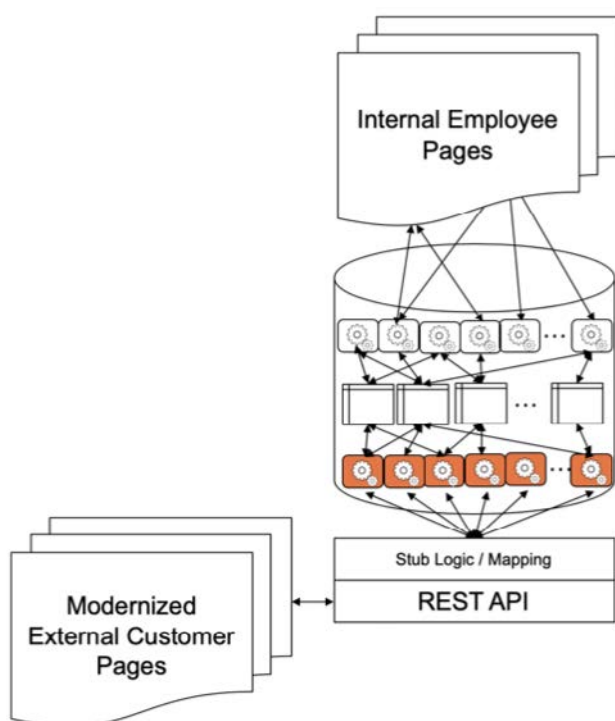 Internal Employee
Pages
Stub Logic / Mapping
REST API
Modernized
External Customer
Pages